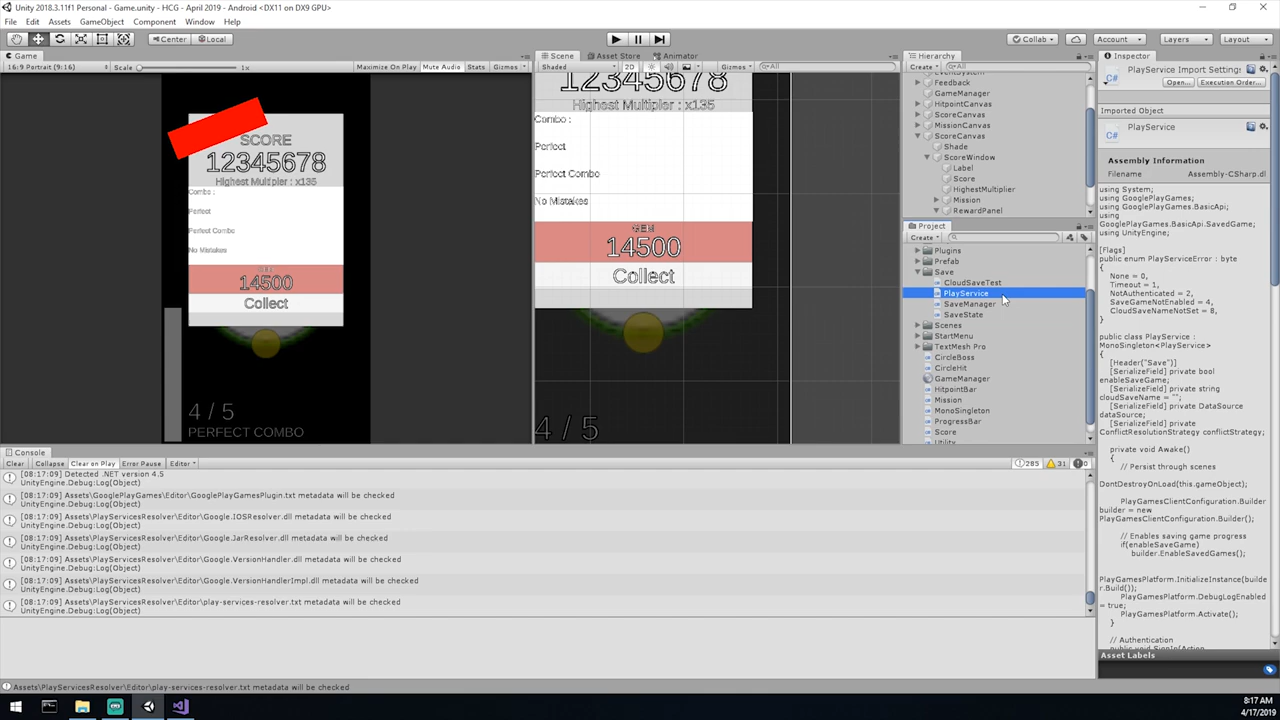 Unity 2018.3.11f1 Personal - Game.unity - HCG - April 2019 - Android <DX11 on DX9 GPU>
File Edit Assets GameObject Component Window Help
Center Local Collab Account Layers Layout
Game
16:9 Portrait (9:16) Scale 1x Maximize On Play Mute Audio Stats Gizmos
SCORE
12345678
Highest Multiplier : x135
Combo :
Perfect
Perfect Combo
No Mistakes
14500
Collect
4 / 5
PERFECT COMBO
Scene Asset Store Animator
Shaded 2D Gizmos All
12345678
Highest Multiplier : x135
Combo :
Perfect
Perfect Combo
No Mistakes
14500
Collect
4 / 5
Hierarchy
Create All
EventSystem
Feedback
GameManager
HitpointCanvas
ScoreCanvas
MissionCanvas
ScoreCanvas
Shade
ScoreWindow
Label
Score
HighestMultiplier
Mission
RewardPanel
Project
Create
Plugins
Prefab
Save
CloudSaveTest
PlayService
SaveManager
SaveState
Scenes
StartMenu
TextMesh Pro
CircleBoss
CircleHit
GameManager
HitpointBar
Mission
MonoSingleton
ProgressBar
Score
Utility
Inspector
PlayService Import Settings
Open... Execution Order...
Imported Object
PlayService
Assembly Information
Filename Assembly-CSharp.dl
using System;
using GooglePlayGames;
using GooglePlayGames.BasicApi;
using
GooglePlayGames.BasicApi.SavedGame;
using UnityEngine;
[Flags]
public enum PlayServiceError : byte
{
None = 0,
Timeout = 1,
NotAuthenticated = 2,
SaveGameNotEnabled = 4,
CloudSaveNameNotSet = 8,
}
public class PlayService :
MonoSingleton<PlayService>
{
[Header("Save")]
[SerializeField] private bool
enableSaveGame;
[SerializeField] private string
cloudSaveName = "";
[SerializeField] private DataSource
dataSource;
[SerializeField] private
ConflictResolutionStrategy conflictStrategy;
private void Awake()
{
// Persist through scenes
DontDestroyOnLoad(this.gameObject);
PlayGamesClientConfiguration.Builder
builder = new
PlayGamesClientConfiguration.Builder();
// Enables saving game progress
if(enableSaveGame)
builder.EnableSavedGames();
PlayGamesPlatform.InitializeInstance(builder
.Build());
PlayGamesPlatform.DebugLogEnabled
= true;
PlayGamesPlatform.Activate();
}
// Authentication
public void SignIn(Action
Asset Labels
Console
Clear Collapse Clear on Play Error Pause Editor 285 31 0
[08:17:09] Detected .NET version 4.5
UnityEngine.Debug:Log(Object)
[08:17:09] Assets\GooglePlayGames\Editor\GooglePlayGamesPlugin.txt metadata will be checked
UnityEngine.Debug:Log(Object)
[08:17:09] Assets\PlayServicesResolver\Editor\Google.IOSResolver.dll metadata will be checked
UnityEngine.Debug:Log(Object)
[08:17:09] Assets\PlayServicesResolver\Editor\Google.JarResolver.dll metadata will be checked
UnityEngine.Debug:Log(Object)
[08:17:09] Assets\PlayServicesResolver\Editor\Google.VersionHandler.dll metadata will be checked
UnityEngine.Debug:Log(Object)
[08:17:09] Assets\PlayServicesResolver\Editor\Google.VersionHandlerImpl.dll metadata will be checked
UnityEngine.Debug:Log(Object)
[08:17:09] Assets\PlayServicesResolver\Editor\play-services-resolver.txt metadata will be checked
UnityEngine.Debug:Log(Object)
Assets\PlayServicesResolver\Editor\play-services-resolver.txt metadata will be checked
8:17 AM
4/17/2019